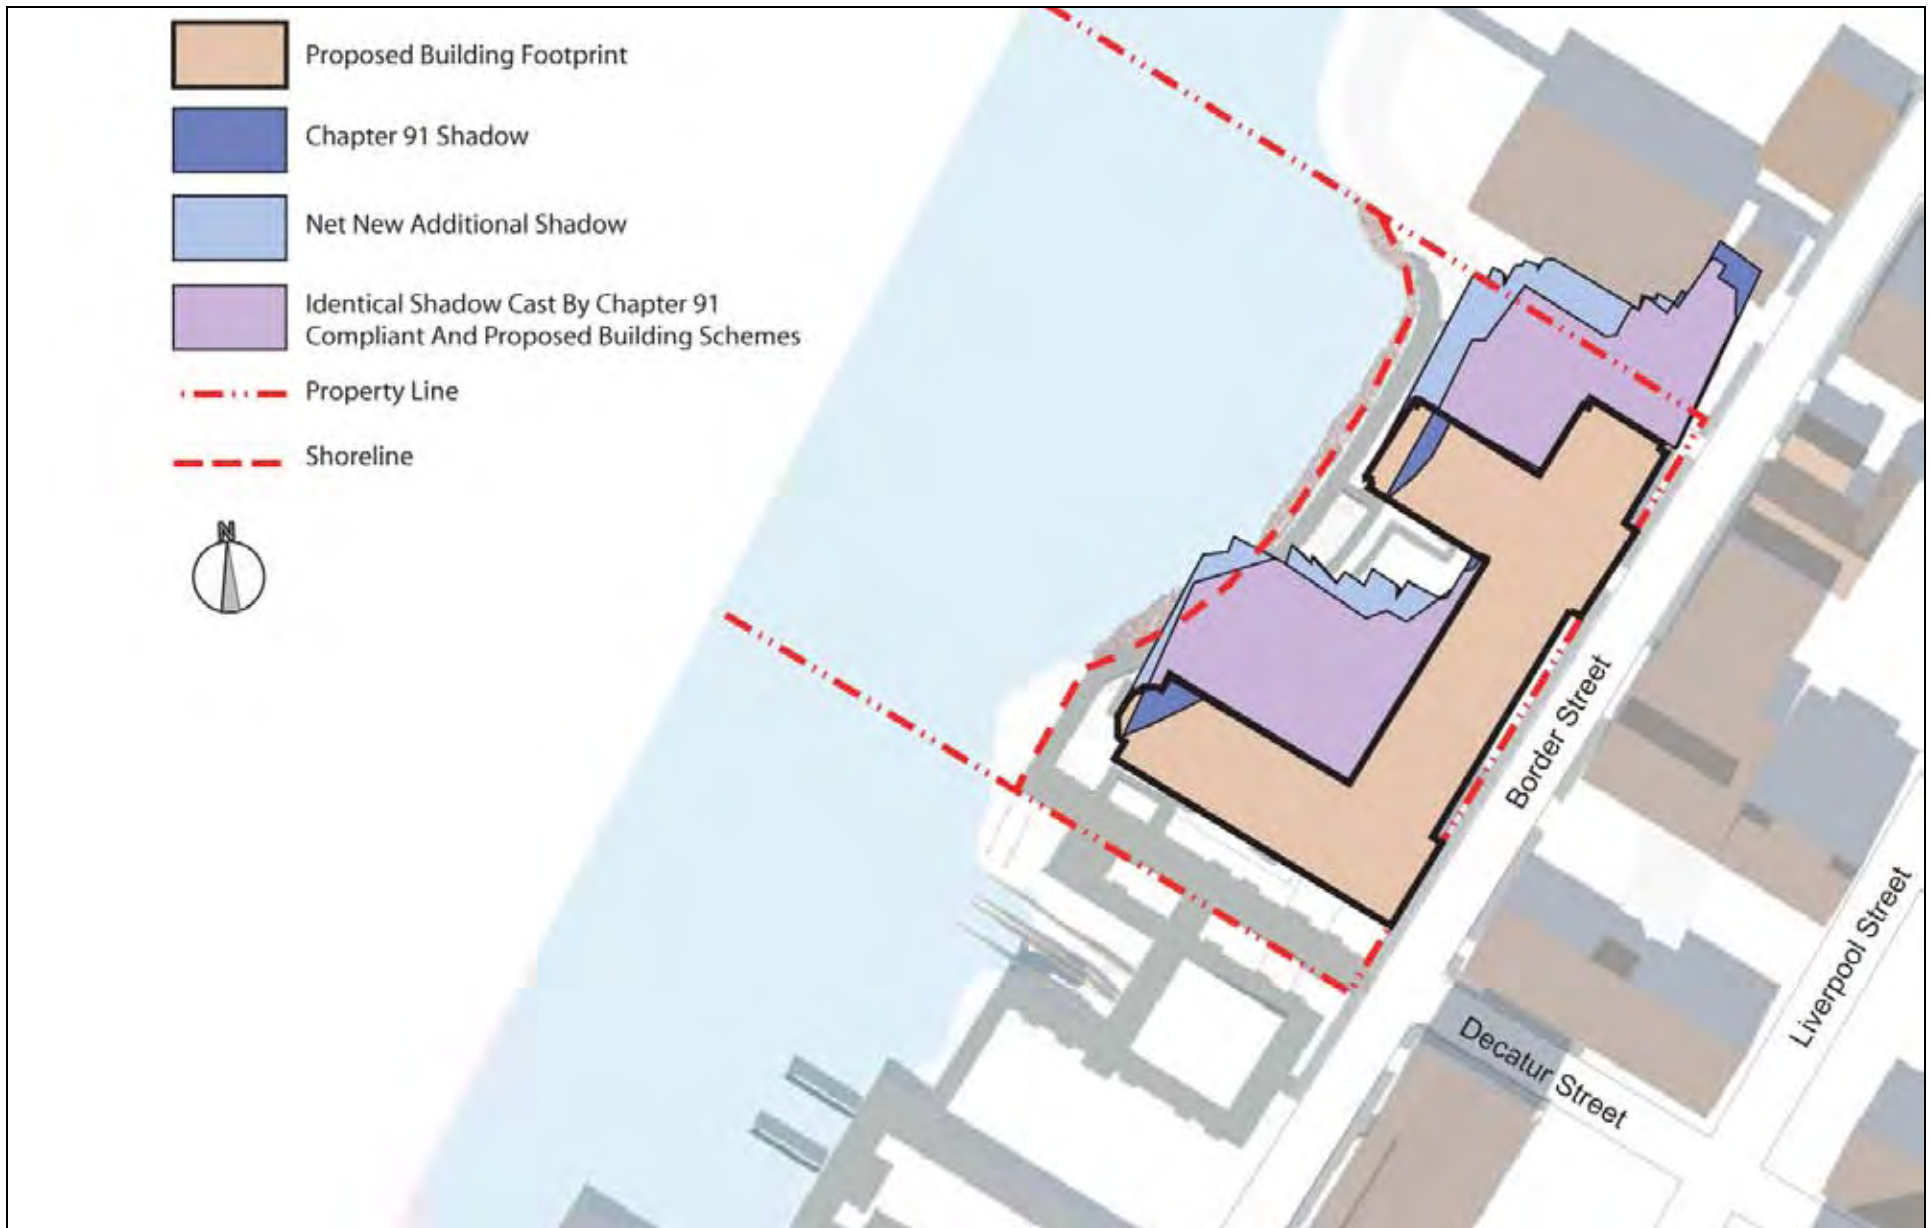 Proposed Building Footprint
Chapter 91 Shadow
Net New Additional Shadow
Identical Shadow Cast By Chapter 91
Compliant And Proposed Building Schemes
Property Line
Shoreline
N
Border Street
Liverpool Street
Decatur Street